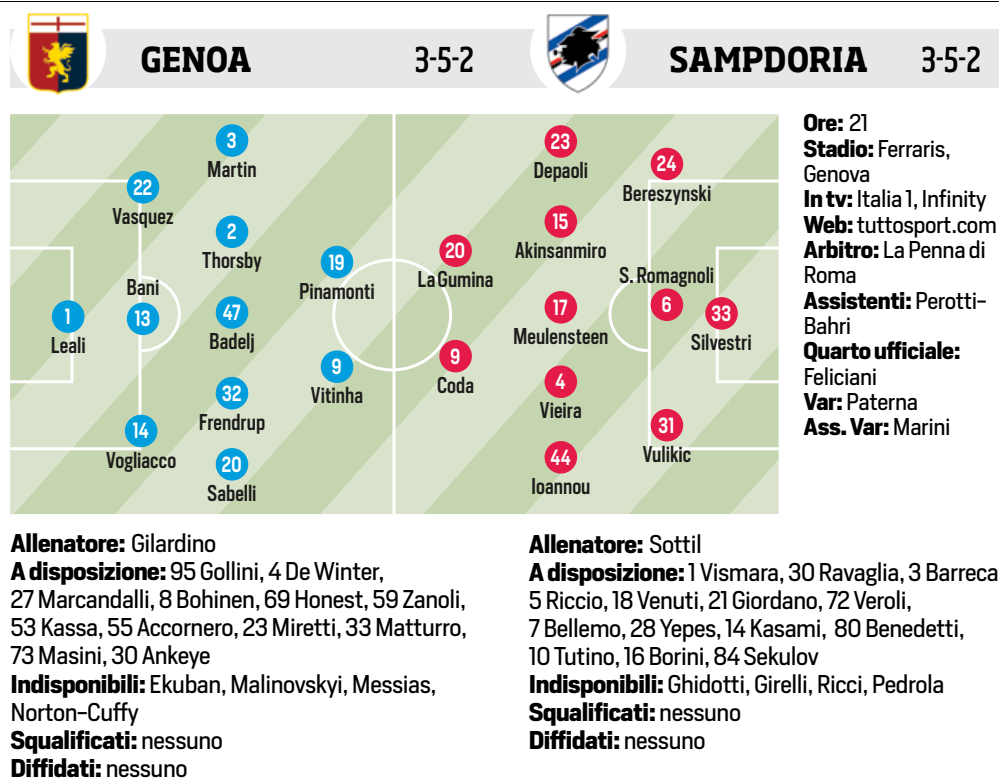 GENOA 3-5-2
SAMPDORIA 3-5-2
3
Martin
22
Vasquez
2
Thorsby
19
Pinamonti
Bani
13
1
Leali
47
Badelj
9
Vitinha
32
Frendrup
14
Vogliacco
20
Sabelli
23
Depaoli
24
Bereszynski
15
Akinsanmiro
20
La Gumina
S. Romagnoli
6
17
Meulensteen
33
Silvestri
9
Coda
4
Vieira
31
Vulikic
44
Ioannou
Ore: 21
Stadio: Ferraris,
Genova
In tv: Italia 1, Infinity
Web: tuttosport.com
Arbitro: La Penna di
Roma
Assistenti: Perotti-
Bahri
Quarto ufficiale:
Feliciani
Var: Paterna
Ass. Var: Marini
Allenatore: Gilardino
A disposizione: 95 Gollini, 4 De Winter,
27 Marcandalli, 8 Bohinen, 69 Honest, 59 Zanoli,
53 Kassa, 55 Accornero, 23 Miretti, 33 Matturro,
73 Masini, 30 Ankeye
Indisponibili: Ekuban, Malinovskyi, Messias,
Norton-Cuffy
Squalificati: nessuno
Diffidati: nessuno
Allenatore: Sottil
A disposizione: 1 Vismara, 30 Ravaglia, 3 Barreca
5 Riccio, 18 Venuti, 21 Giordano, 72 Veroli,
7 Bellemo, 28 Yepes, 14 Kasami, 80 Benedetti,
10 Tutino, 16 Borini, 84 Sekulov
Indisponibili: Ghidotti, Girelli, Ricci, Pedrola
Squalificati: nessuno
Diffidati: nessuno